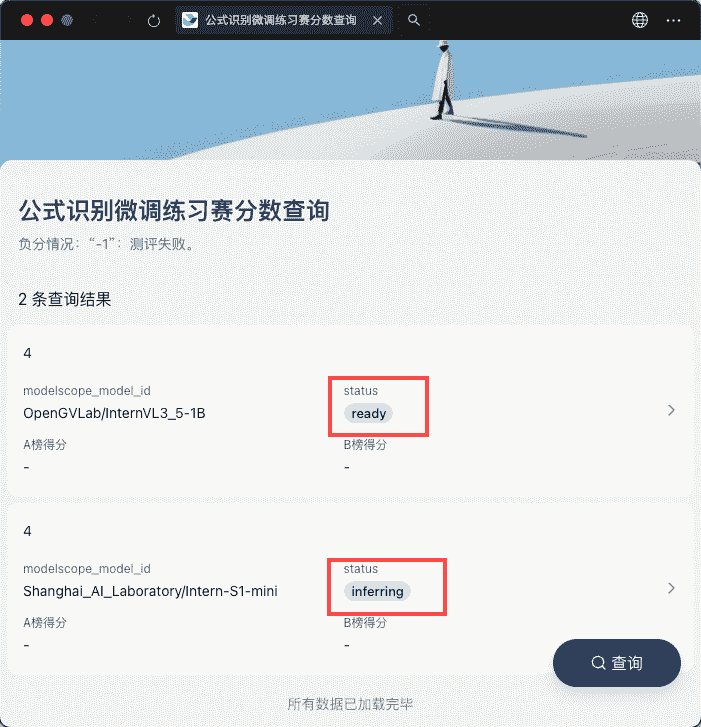 公式识别微调练习赛分数查询
公式识别微调练习赛分数查询
负分情况：“-1”：测评失败。
2 条查询结果
4
modelscope_model_id
status
OpenGVLab/InternVL3_5-1B
ready
A榜得分
B榜得分
-
-
4
modelscope_model_id
status
Shanghai_AI_Laboratory/Intern-S1-mini
inferring
A榜得分
B榜得分
-
-
查询
所有数据已加载完毕